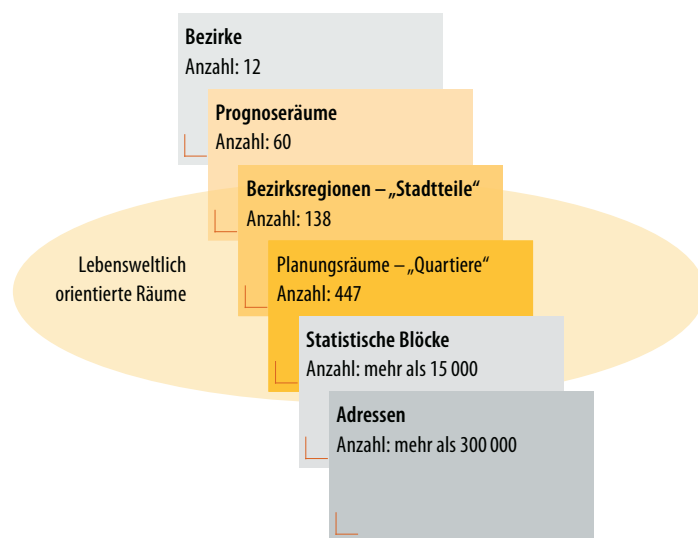 Bezirke
Anzahl: 12
Prognoseräume
Anzahl: 60
Bezirksregionen – „Stadtteile“
Anzahl: 138
Lebensweltlich
orientierte Räume
Planungsräume – „Quartiere“
Anzahl: 447
Statistische Blöcke
Anzahl: mehr als 15 000
Adressen
Anzahl: mehr als 300 000